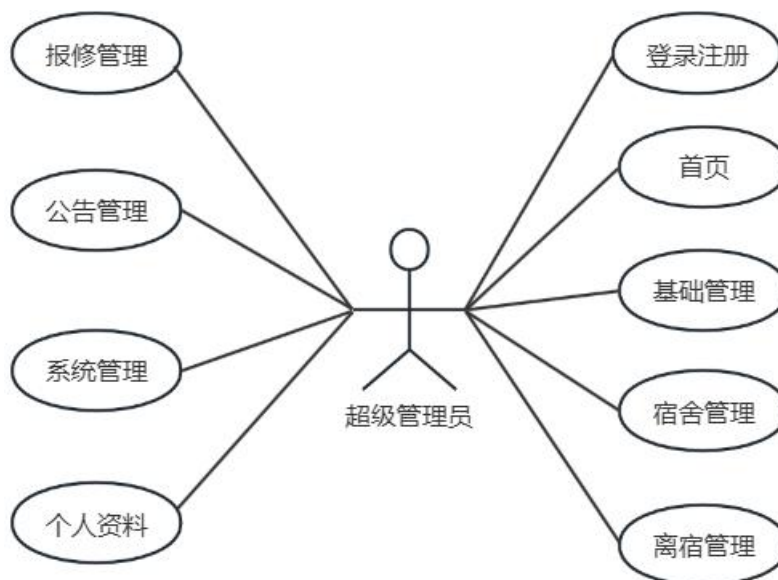 报修管理
登录注册
首页
公告管理
基础管理
系统管理
宿舍管理
超级管理员
个人资料
离宿管理